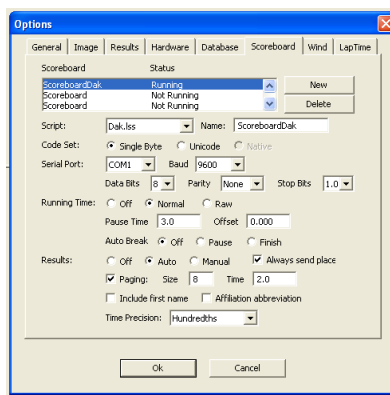 Options
General Image Results Hardware Database Scoreboard Wind LapTime
Scoreboard Status
ScoreboardDak Running
Scoreboard Not Running
Scoreboard Not Running
New
Delete
Script: Dak.lss Name: ScoreboardDak
Code Set: Single Byte Unicode Native
Serial Port: COM1 Baud 9600
Data Bits 8 Parity None Stop Bits 1.0
Running Time: Off Normal Raw
Pause Time 3.0 Offset 0.000
Auto Break Off Pause Finish
Results: Off Auto Manual Always send place
Paging: Size 8 Time 2.0
Include first name Affiliation abbreviation
Time Precision: Hundredths
Ok Cancel